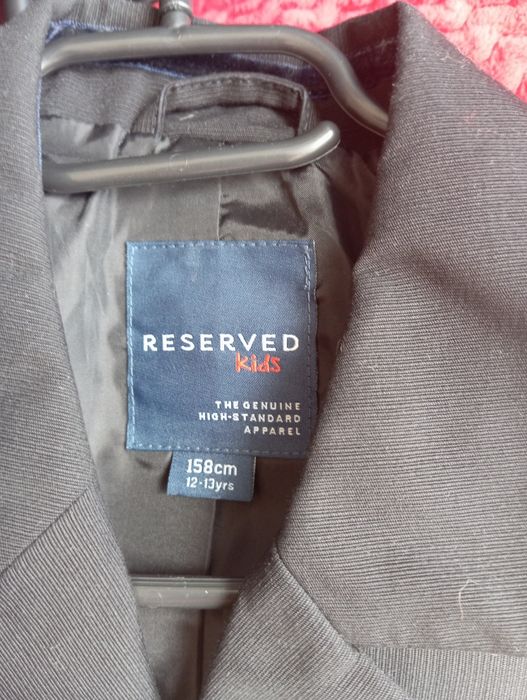 RESERVED
Kids
THE GENUINE
HIGH-STANDARD
APPAREL
158cm
12-13yrs